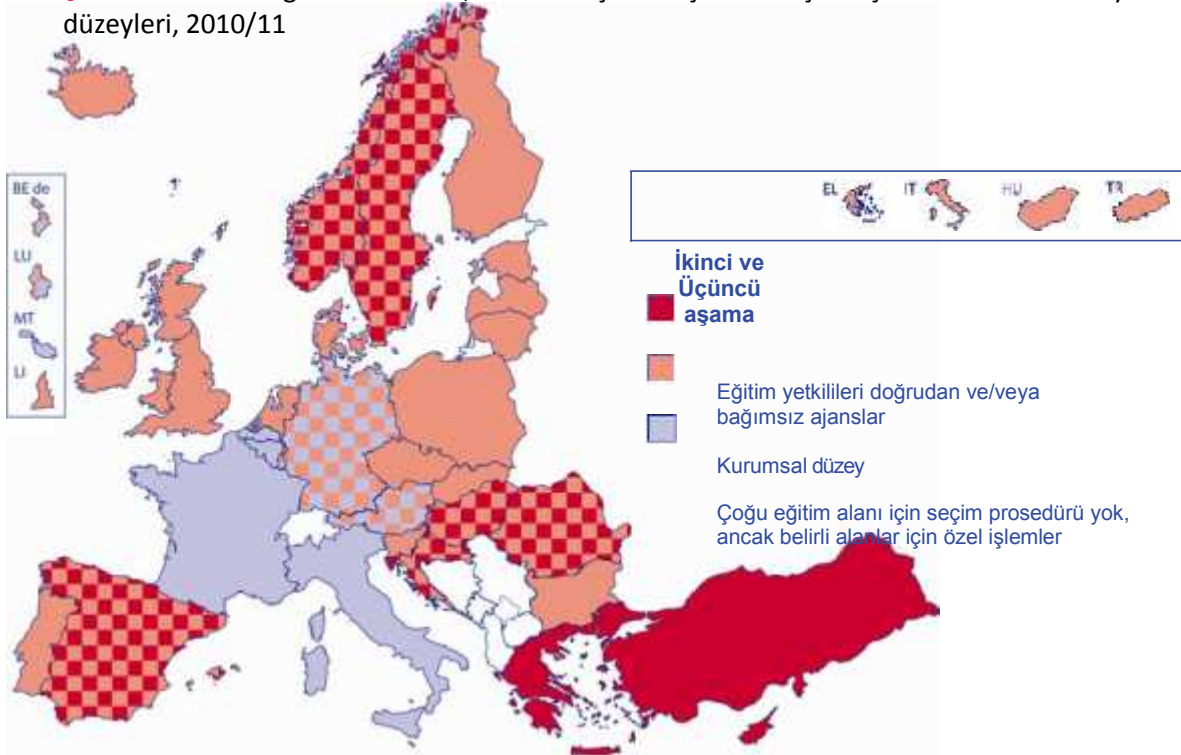 düzeyleri, 2010/11
BE de
LU
MT
LI
EL IT HU TR
İkinci ve
Üçüncü
aşama
Eğitim yetkilileri doğrudan ve/veya
bağımsız ajanslar
Kurumsal düzey
Çoğu eğitim alanı için seçim prosedürü yok,
ancak belirli alanlar için özel işlemler